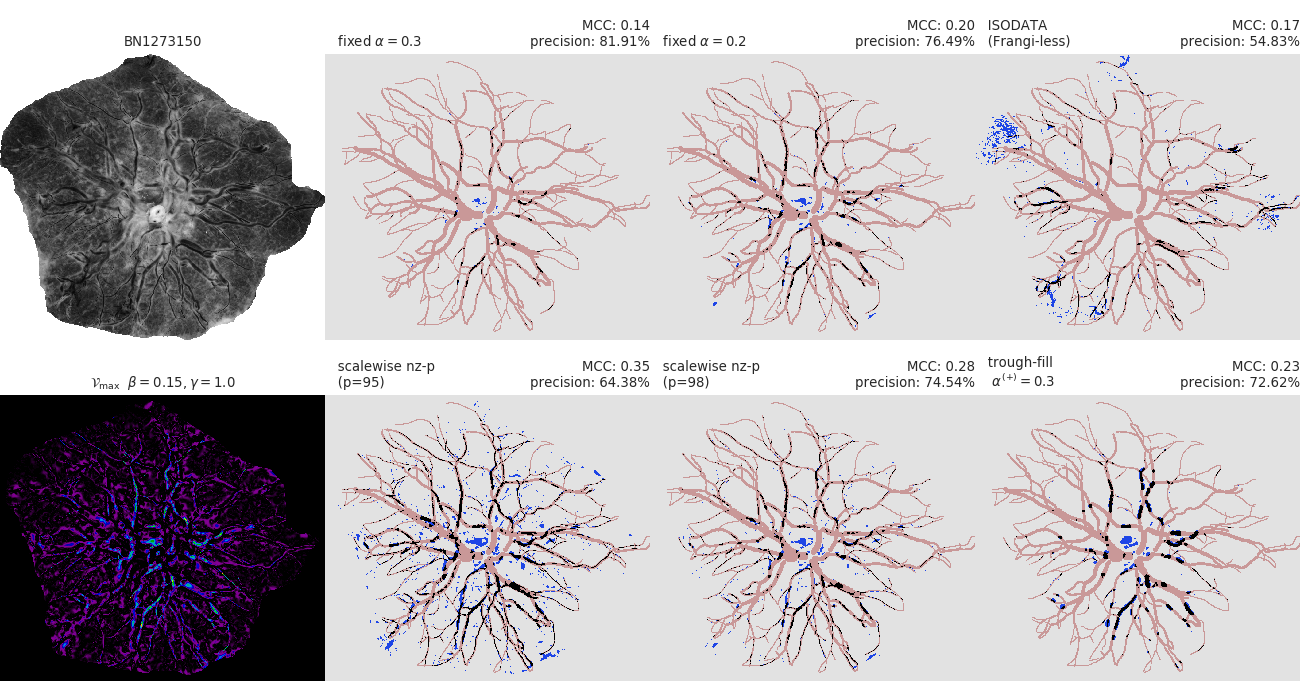 BN1273150
fixed α = 0.3
MCC: 0.14
precision: 81.91%
fixed α = 0.2
MCC: 0.20
precision: 76.49%
ISODATA
(Frangi-less)
MCC: 0.17
precision: 54.83%
𝒱max β = 0.15, γ = 1.0
scalewise nz-p
(p=95)
MCC: 0.35
precision: 64.38%
scalewise nz-p
(p=98)
MCC: 0.28
precision: 74.54%
trough-fill
α⁽⁺⁾ = 0.3
MCC: 0.23
precision: 72.62%